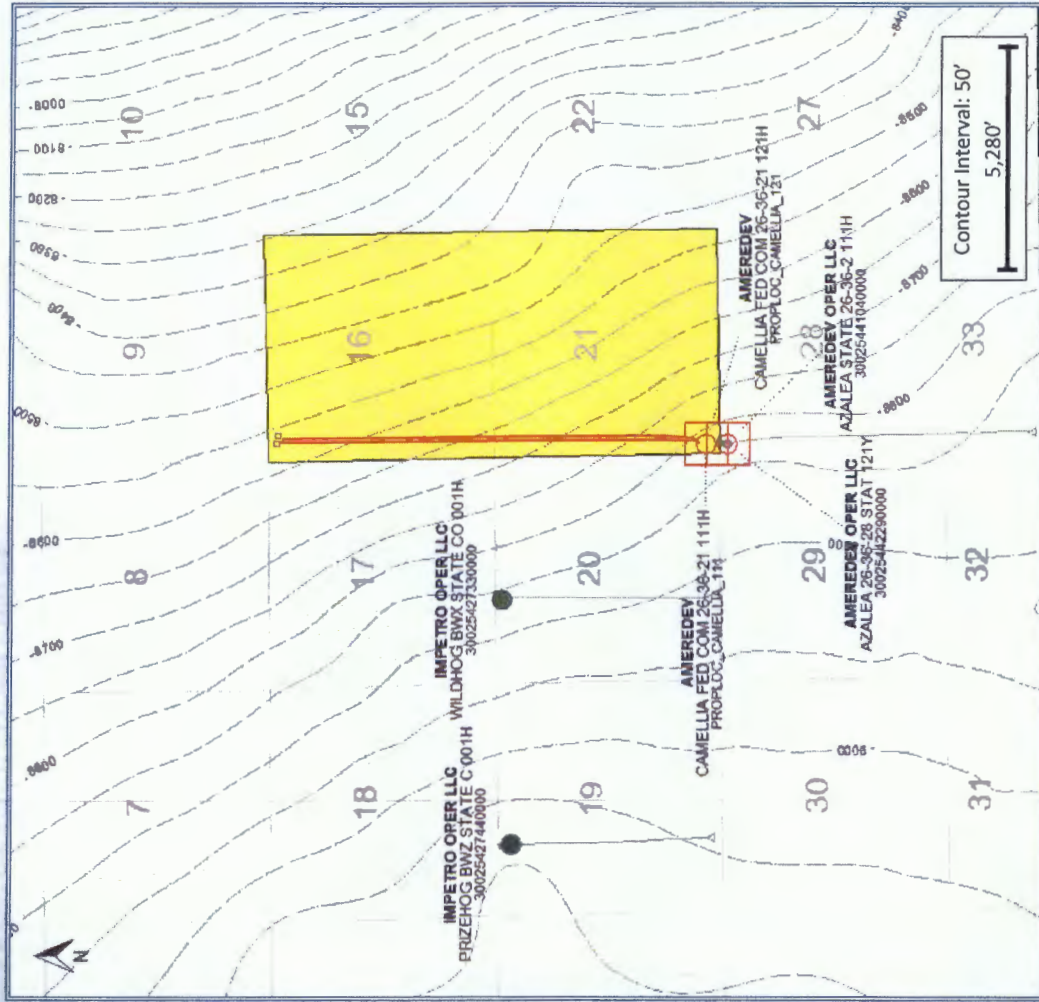 10
9
8
7
-8000-
-8100-
-8200-
-8300-
-8400-
-8500-
-8600-
-8700-
-8800-
15
16
17
18
IMPETRO OPER LLC
WILDHOG BWX STATE CO 001H
30025427330000
IMPETRO OPER LLC
PRIZEHOG BWZ STATE C 001H
30025427440000
22
21
20
19
AMEREDEV
CAMELLIA FED COM 26-36-21 121H
PROPLOC_CAMELLIA_121
AMEREDEV
CAMELLIA FED COM 26-36-21 111H
PROPLOC_CAMELLIA_111
27
28
29
30
AMEREDEV OPER LLC
AZALEA STATE 26-36-2 111H
30025441040000
AMEREDEV OPER LLC
AZALEA 26-36-28 STAT 121Y
30025442290000
-8400
-8500-
-8600-
-8700-
-8800-
-9000-
33
32
31
Contour Interval: 50'
5,280'
N